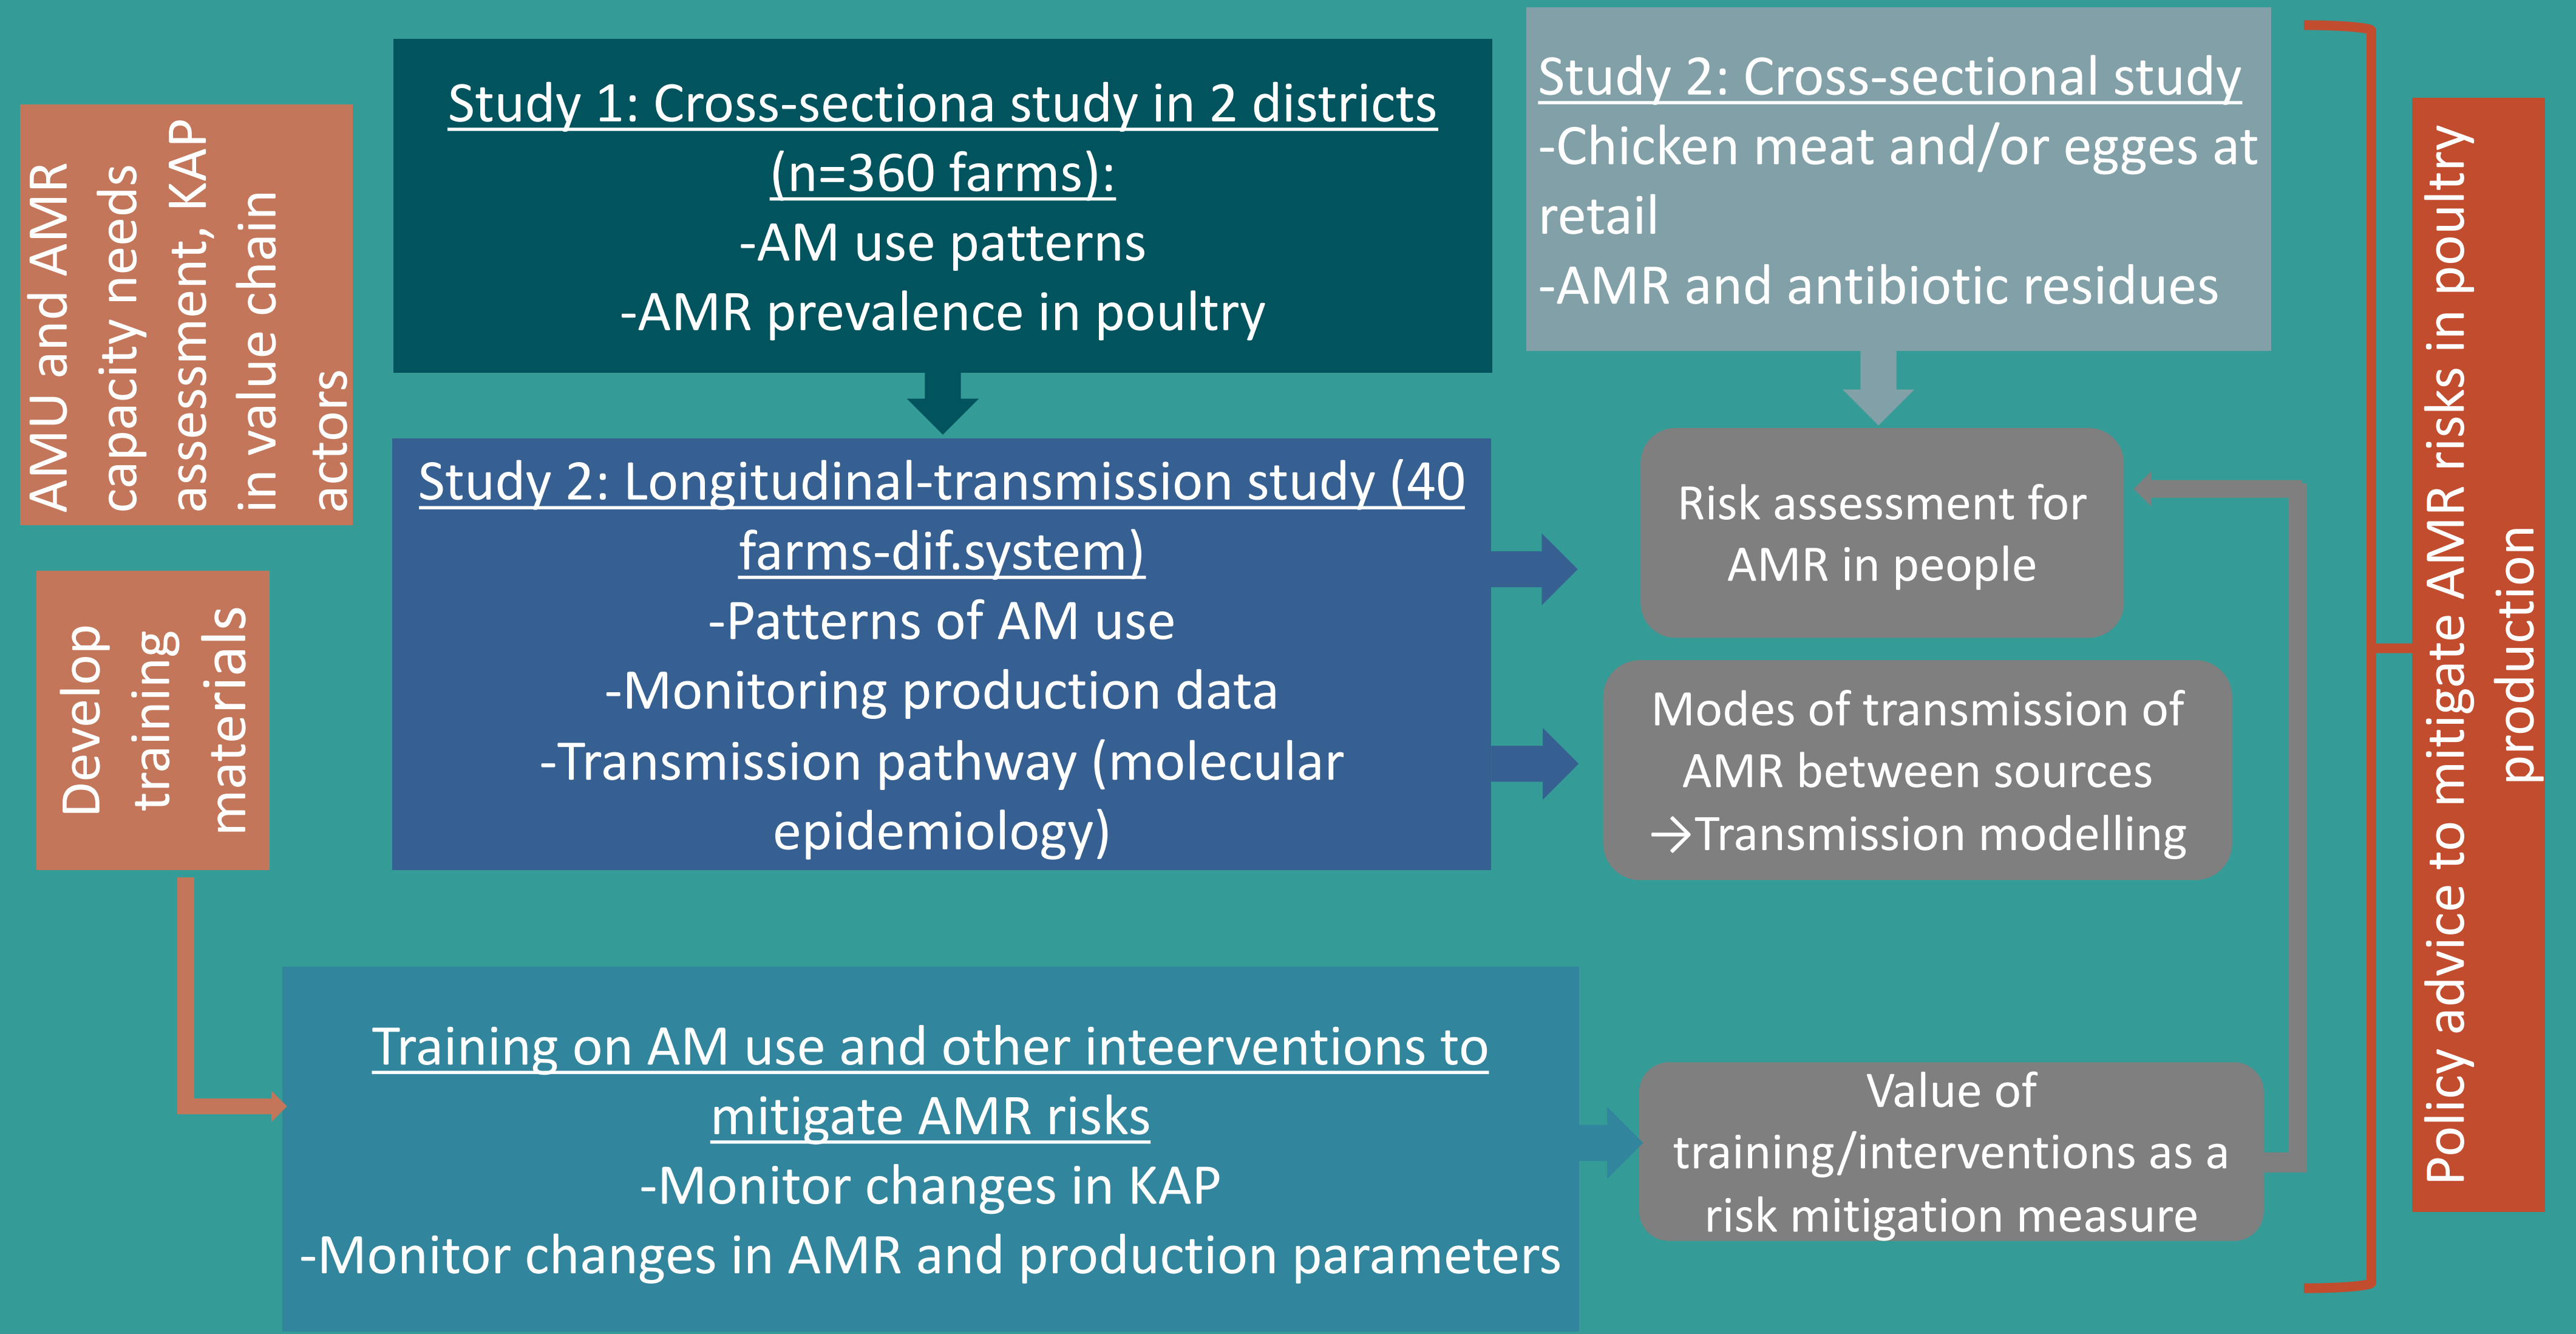 AMU and AMR
capacity needs
assessment, KAP
in value chain
actors
Develop
training
materials
Study 1: Cross-sectiona study in 2 districts
(n=360 farms):
-AM use patterns
-AMR prevalence in poultry
Study 2: Cross-sectional study
-Chicken meat and/or egges at
retail
-AMR and antibiotic residues
Study 2: Longitudinal-transmission study (40
farms-dif.system)
-Patterns of AM use
-Monitoring production data
-Transmission pathway (molecular
epidemiology)
Risk assessment for
AMR in people
Modes of transmission of
AMR between sources
→Transmission modelling
Training on AM use and other inteerventions to
mitigate AMR risks
-Monitor changes in KAP
-Monitor changes in AMR and production parameters
Value of
training/interventions as a
risk mitigation measure
Policy advice to mitigate AMR risks in poultry
production